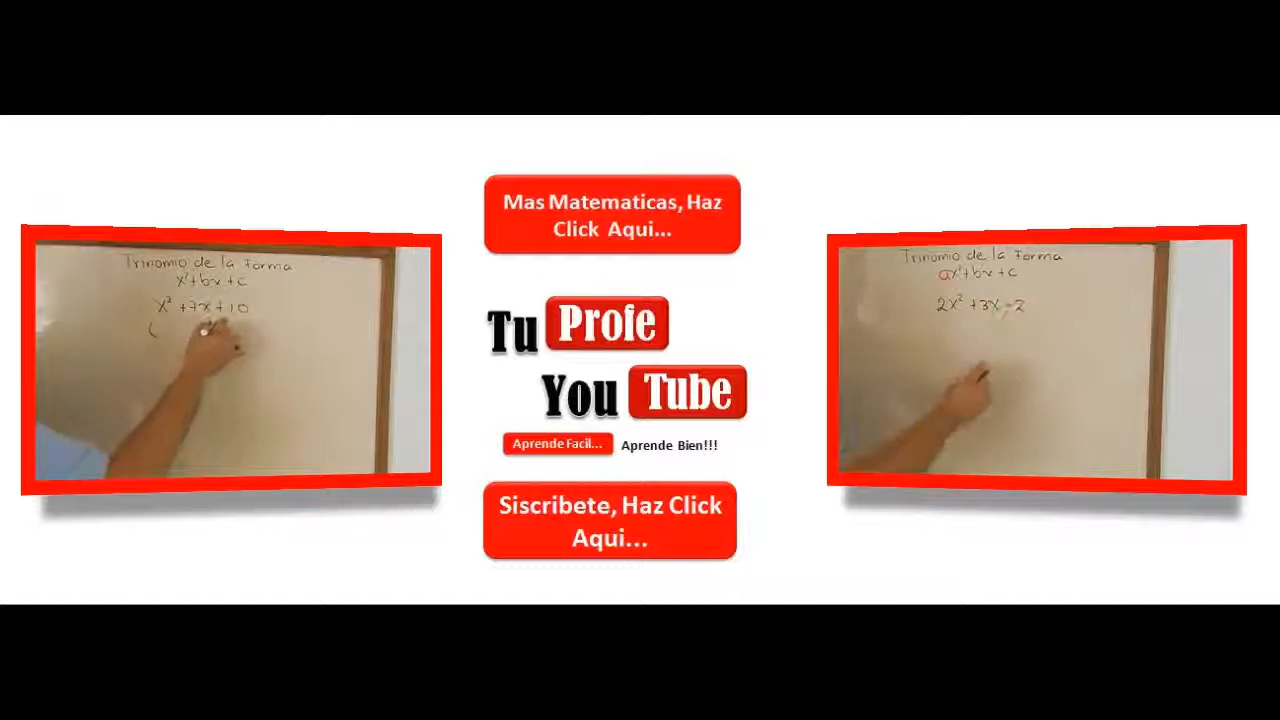 Trinomio de la Forma
x²+bx+c
x² +7x+10
(
Mas Matematicas, Haz
Click Aqui...
Tu Profe
You Tube
Aprende Facil... Aprende Bien!!!
Siscribete, Haz Click
Aqui...
Trinomio de la Forma
ax²+bx+c
2x² +3x-2